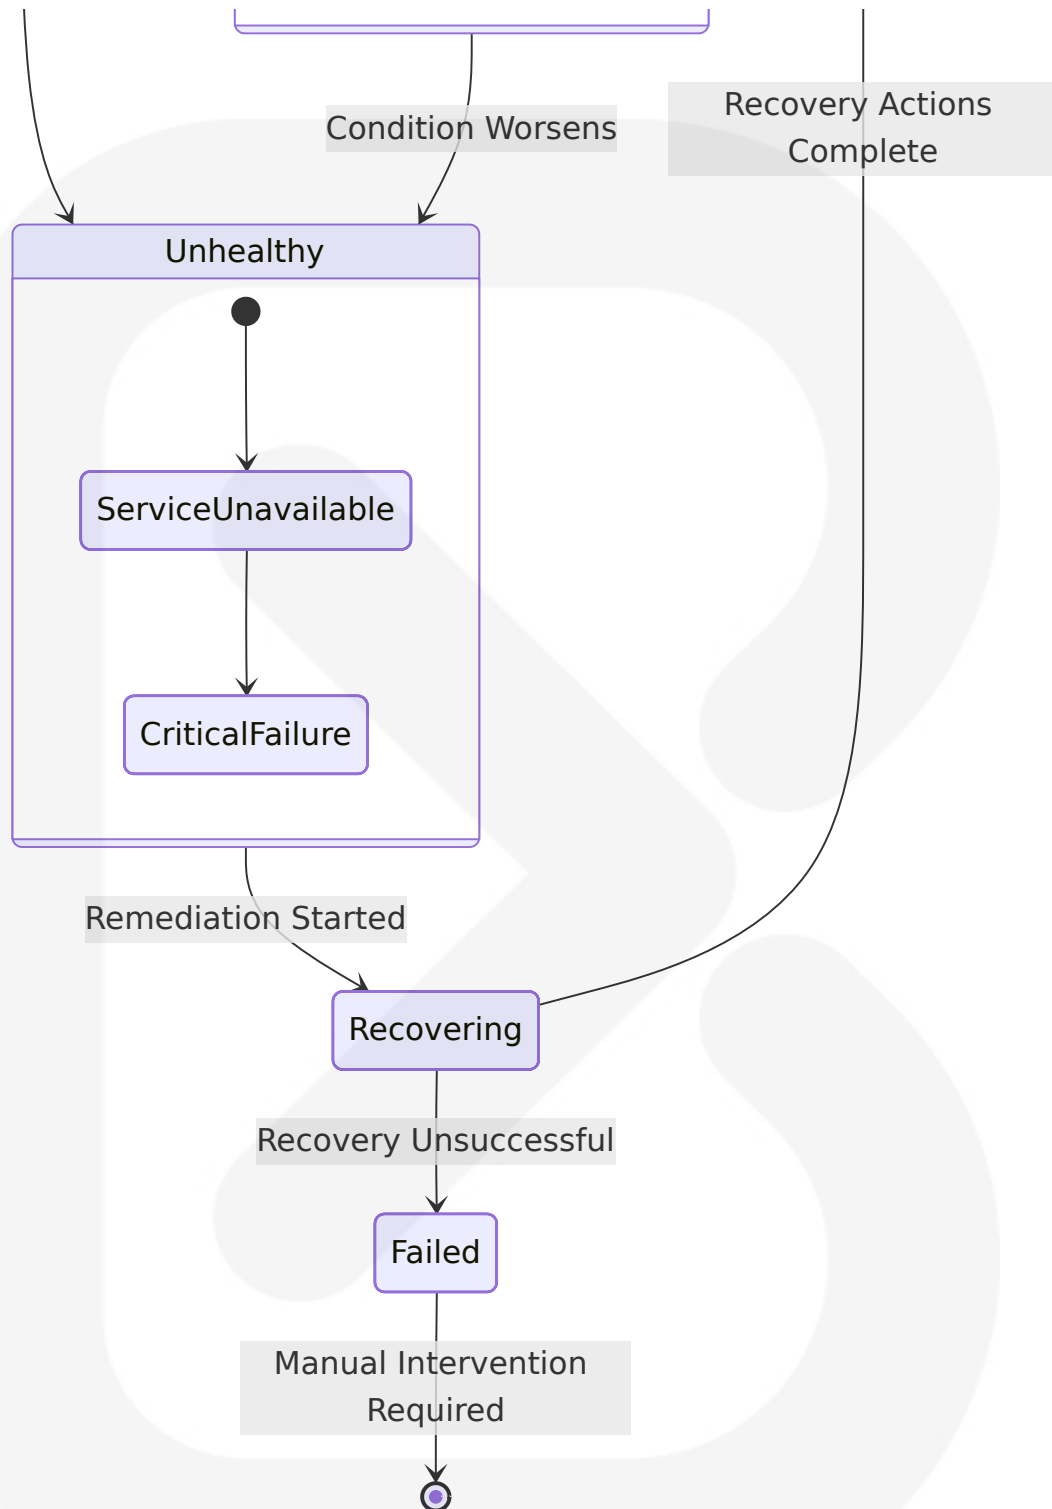 Condition Worsens
Recovery Actions
Complete
Unhealthy
ServiceUnavailable
CriticalFailure
Remediation Started
Recovering
Recovery Unsuccessful
Failed
Manual Intervention
Required